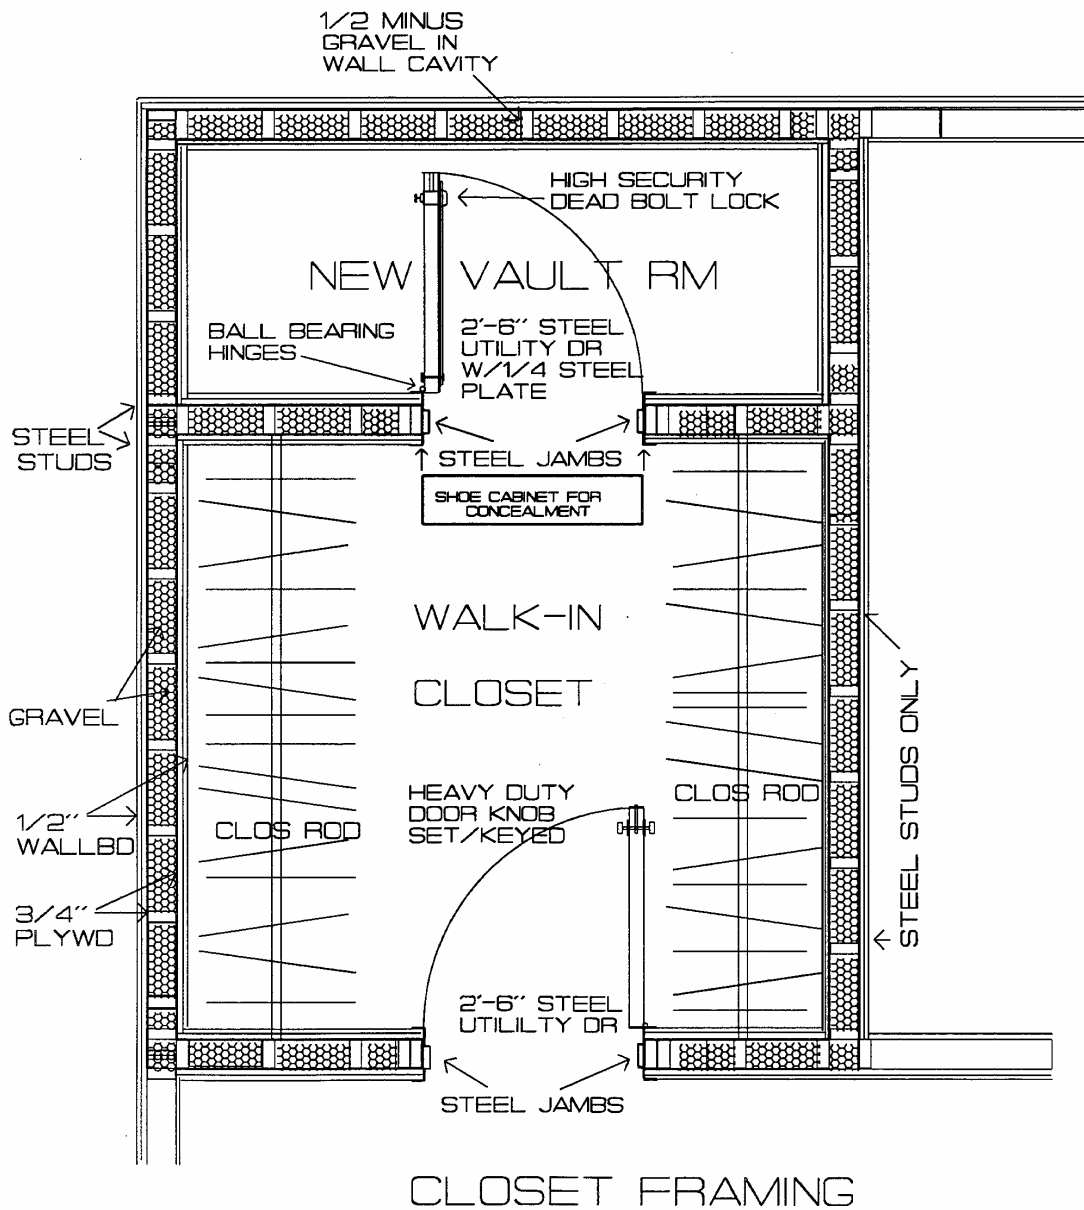 1/2 MINUS
GRAVEL IN
WALL CAVITY
HIGH SECURITY
DEAD BOLT LOCK
NEW VAULT RM
BALL BEARING
HINGES
2'-6" STEEL
UTILITY DR
W/1/4 STEEL
PLATE
STEEL
STUDS
STEEL JAMBS
SHOE CABINET FOR
CONCEALMENT
WALK-IN
CLOSET
GRAVEL
STEEL STUDS ONLY
HEAVY DUTY
DOOR KNOB
SET/KEYED
CLOS ROD
CLOS ROD
1/2"
WALLBD
3/4"
PLYWD
2'-6" STEEL
UTILILTY DR
STEEL JAMBS
CLOSET FRAMING